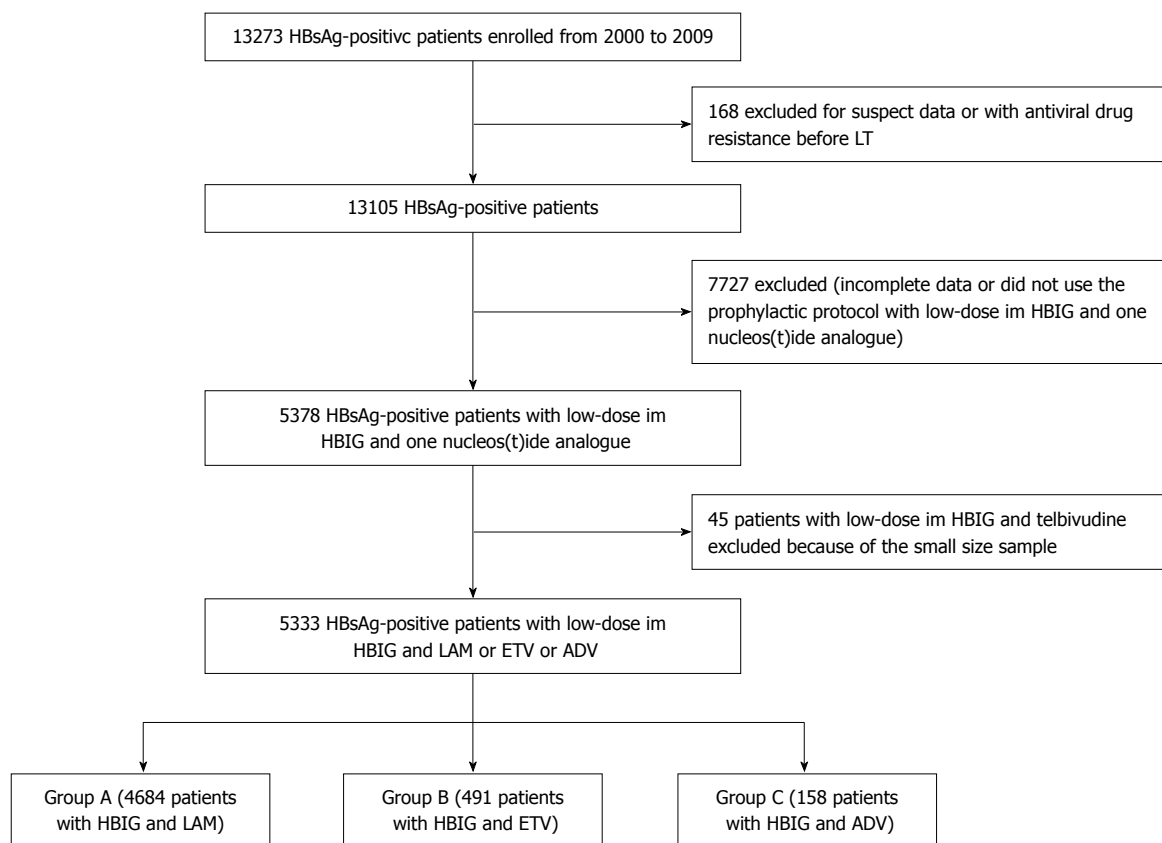 13273 HBsAg-positivc patients enrolled from 2000 to 2009
168 excluded for suspect data or with antiviral drug
resistance before LT
13105 HBsAg-positive patients
7727 excluded (incomplete data or did not use the
prophylactic protocol with low-dose im HBIG and one
nucleos(t)ide analogue)
5378 HBsAg-positive patients with low-dose im
HBIG and one nucleos(t)ide analogue
45 patients with low-dose im HBIG and telbivudine
excluded because of the small size sample
5333 HBsAg-positive patients with low-dose im
HBIG and LAM or ETV or ADV
Group A (4684 patients
with HBIG and LAM)
Group B (491 patients
with HBIG and ETV)
Group C (158 patients
with HBIG and ADV)